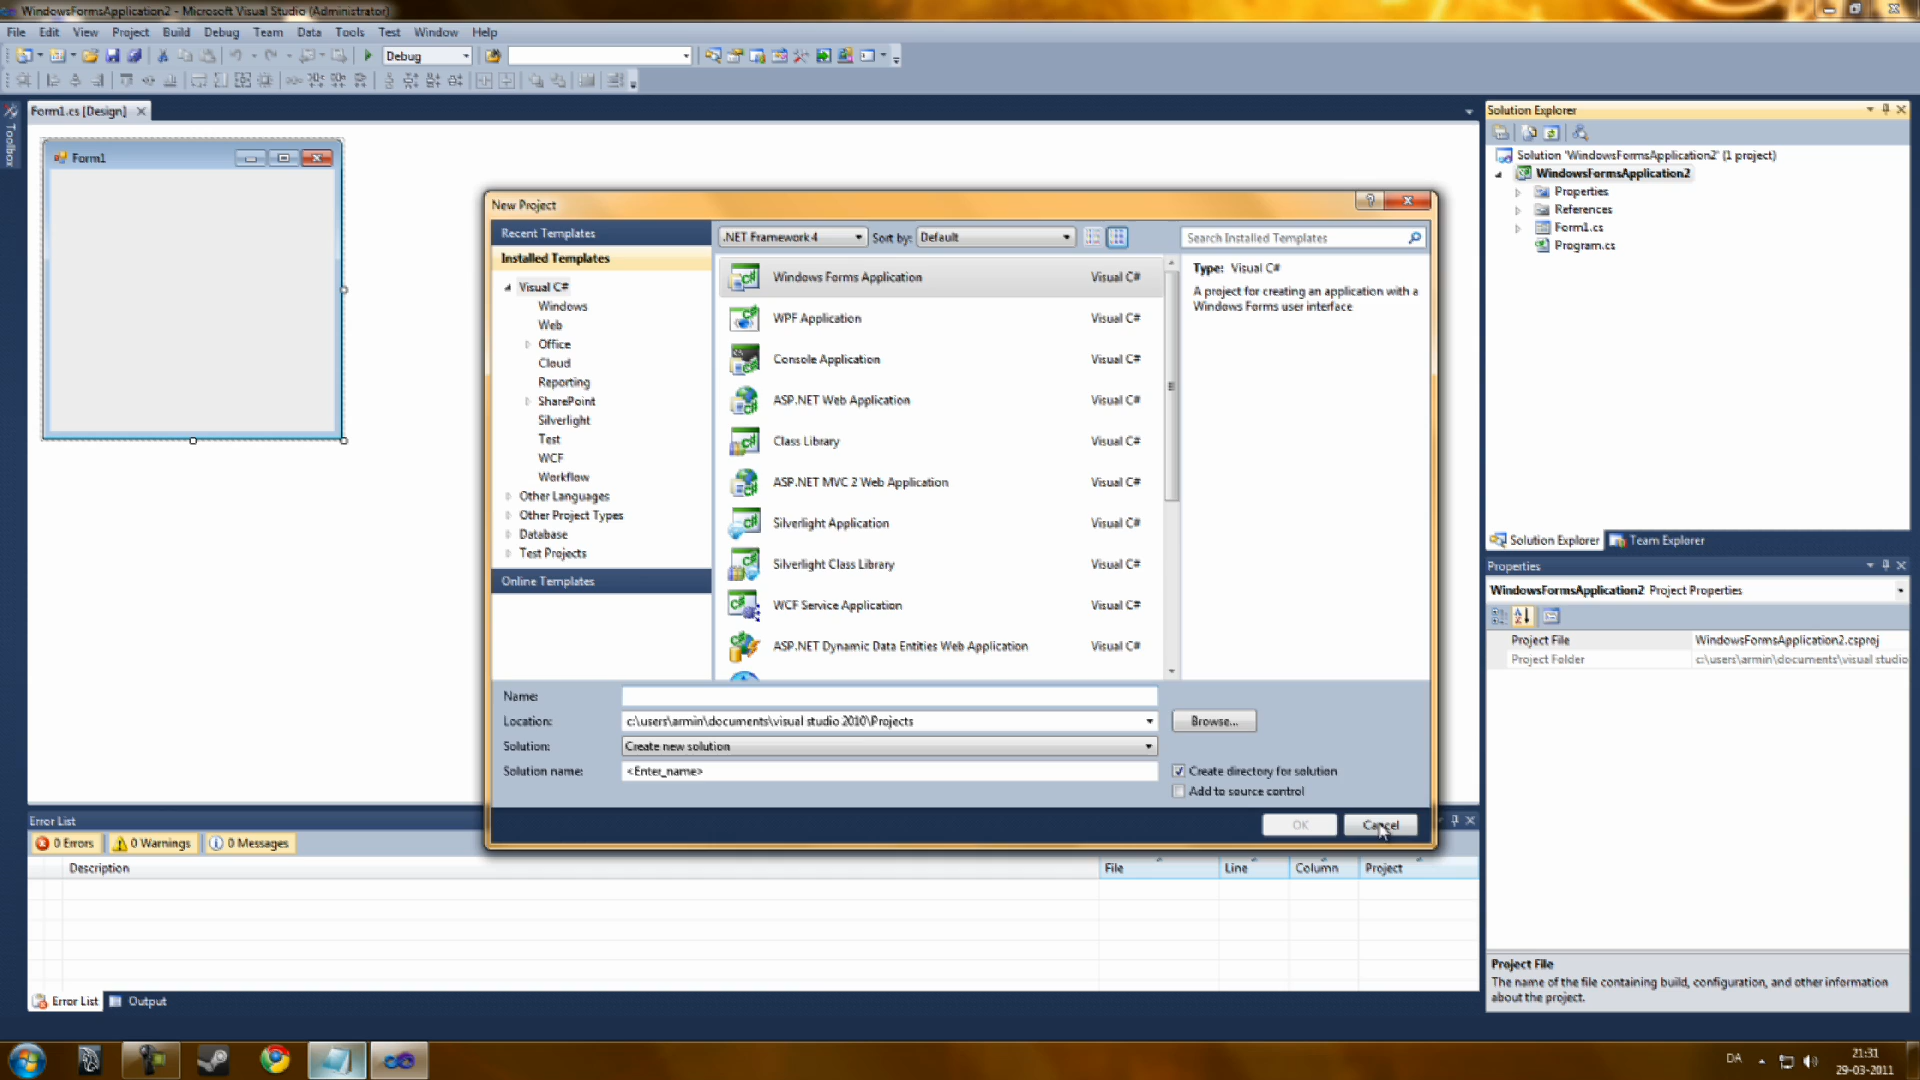 WindowsFormsApplication2 - Microsoft Visual Studio (Administrator)
File Edit View Project Build Debug Team Data Tools Test Window Help
Debug
Toolbox
Form1.cs [Design]
Form1
New Project
Recent Templates
Installed Templates
Visual C#
Windows
Web
Office
Cloud
Reporting
SharePoint
Silverlight
Test
WCF
Workflow
Other Languages
Other Project Types
Database
Test Projects
Online Templates
.NET Framework 4 Sort by: Default
Windows Forms Application Visual C#
WPF Application Visual C#
Console Application Visual C#
ASP.NET Web Application Visual C#
Class Library Visual C#
ASP.NET MVC 2 Web Application Visual C#
Silverlight Application Visual C#
Silverlight Class Library Visual C#
WCF Service Application Visual C#
ASP.NET Dynamic Data Entities Web Application Visual C#
Search Installed Templates
Type: Visual C#
A project for creating an application with a
Windows Forms user interface
Name:
Location: c:\users\armin\documents\visual studio 2010\Projects Browse...
Solution: Create new solution
Solution name: <Enter_name> Create directory for solution
Add to source control
OK Cancel
Solution Explorer
Solution 'WindowsFormsApplication2' (1 project)
WindowsFormsApplication2
Properties
References
Form1.cs
Program.cs
Solution Explorer Team Explorer
Properties
WindowsFormsApplication2 Project Properties
Project File WindowsFormsApplication2.csproj
Project Folder c:\users\armin\documents\visual studio
Project File
The name of the file containing build, configuration, and other information
about the project.
Error List
0 Errors 0 Warnings 0 Messages
Description File Line Column Project
Error List Output
DA
21:31
29-03-2011